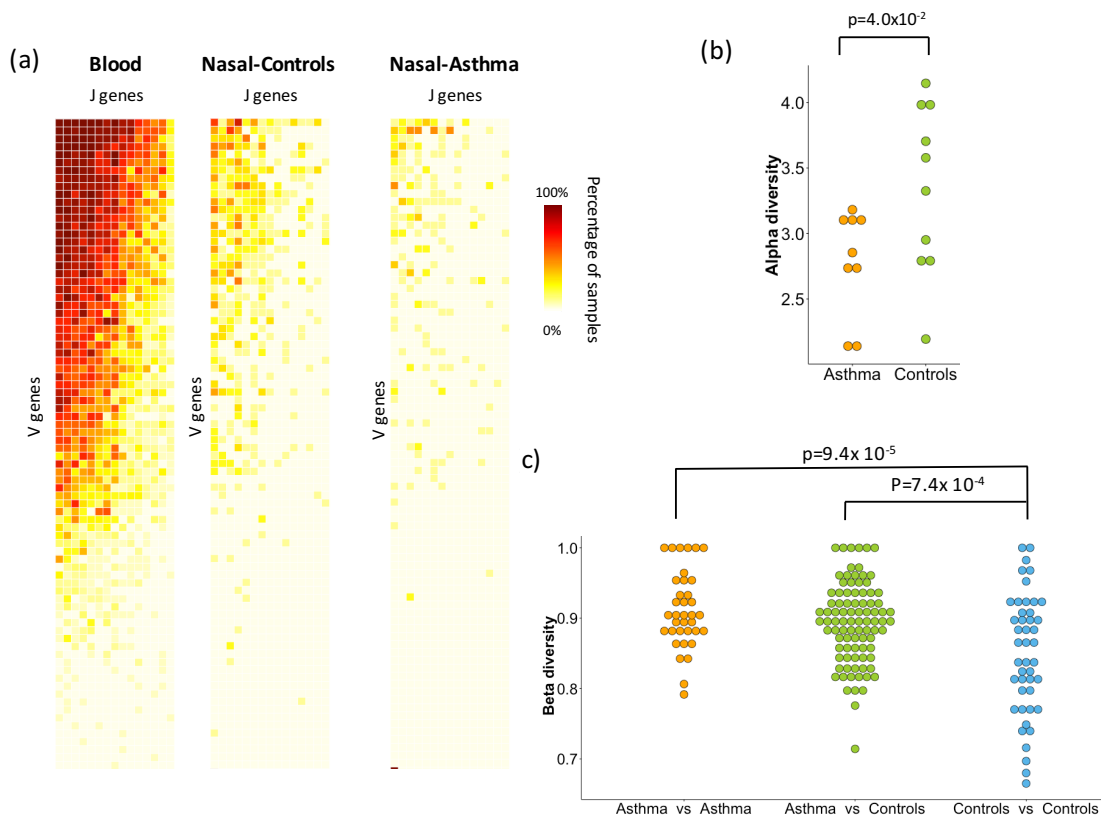 (a)
Blood
Nasal-Controls
Nasal-Asthma
J genes
J genes
J genes
V genes
V genes
V genes
100%
0%
Percentage of samples
(b)
p=4.0x10⁻²
Alpha diversity
4.0
3.5
3.0
2.5
Asthma
Controls
c)
p=9.4x 10⁻⁵
P=7.4x 10⁻⁴
Beta diversity
1.0
0.9
0.8
0.7
Asthma vs Asthma
Asthma vs Controls
Controls vs Controls